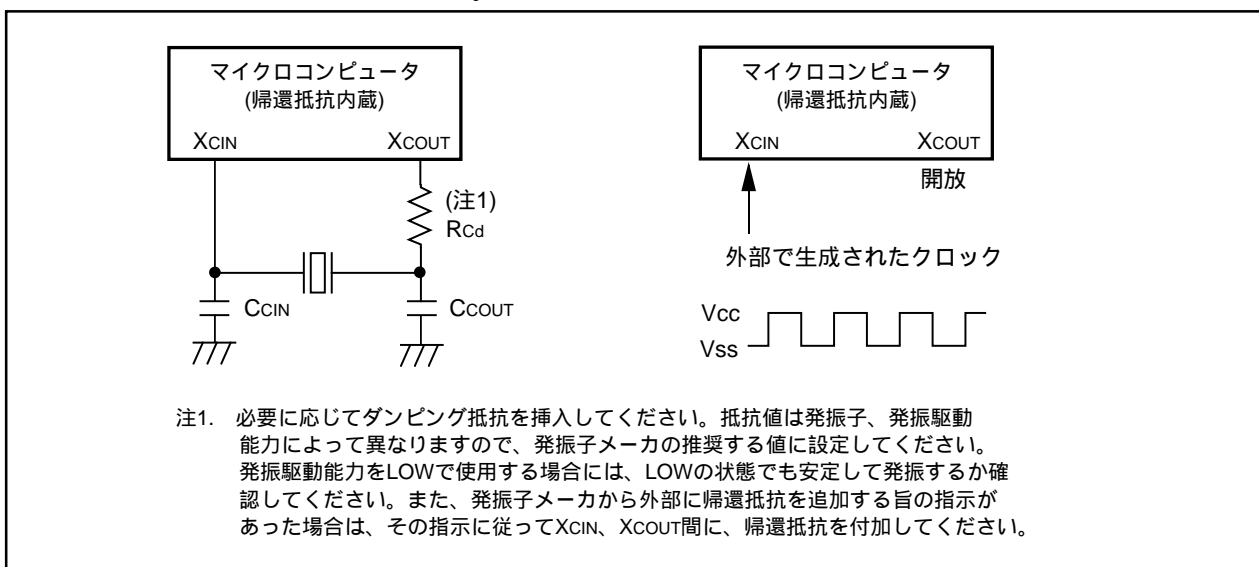 マイクロコンピュータ
(帰還抵抗内蔵)
XCIN XCOUT
(注1)
RCd
CCIN CCOUT
マイクロコンピュータ
(帰還抵抗内蔵)
XCIN XCOUT
開放
外部で生成されたクロック
Vcc
Vss
注1. 必要に応じてダンピング抵抗を挿入してください。抵抗値は発振子、発振駆動
能力によって異なりますので、発振子メーカの推奨する値に設定してください。
発振駆動能力をLOWで使用する場合には、LOWの状態でも安定して発振するか確
認してください。また、発振子メーカから外部に帰還抵抗を追加する旨の指示が
あった場合は、その指示に従ってXCIN、XCOUT間に、帰還抵抗を付加してください。